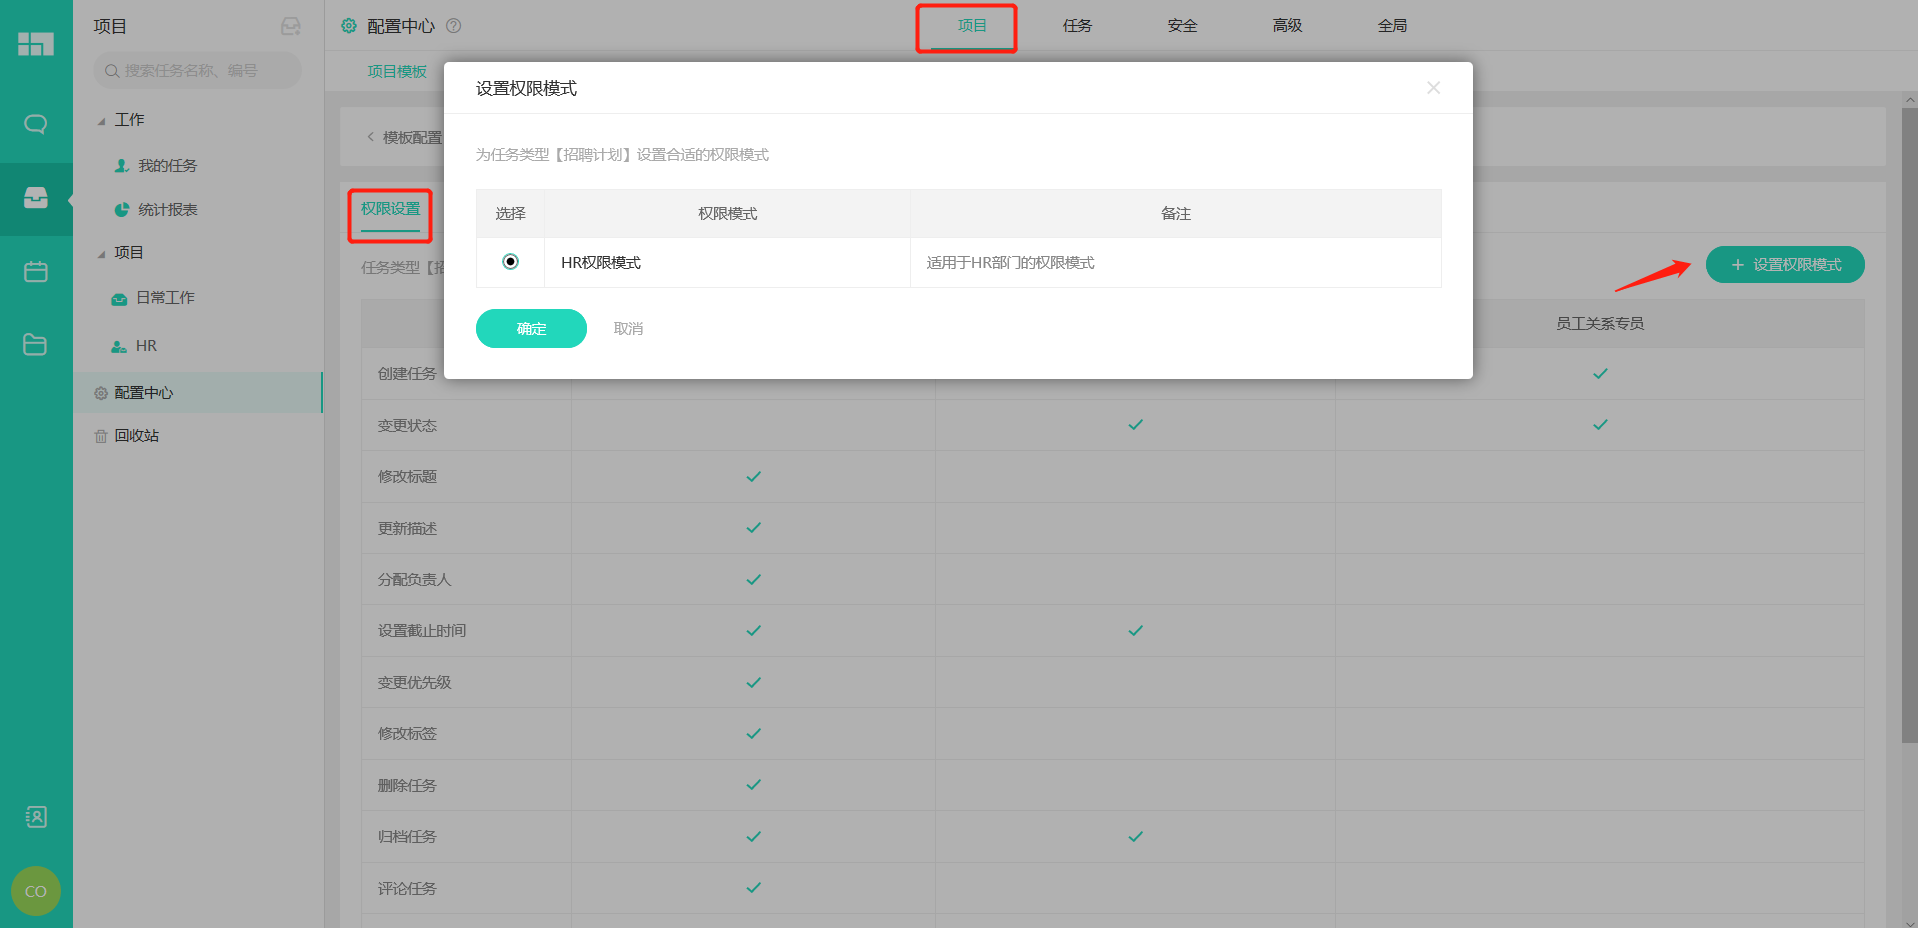 项目
搜索任务名称、编号
工作
我的任务
统计报表
项目
日常工作
HR
配置中心
回收站
CO
配置中心
项目
任务
安全
高级
全局
项目模板
模板配置
权限设置
任务类型【招
设置权限模式
为任务类型【招聘计划】设置合适的权限模式
选择
权限模式
备注
HR权限模式
适用于HR部门的权限模式
确定
取消
+ 设置权限模式
员工关系专员
创建任务
变更状态
修改标题
更新描述
分配负责人
设置截止时间
变更优先级
修改标签
删除任务
归档任务
评论任务